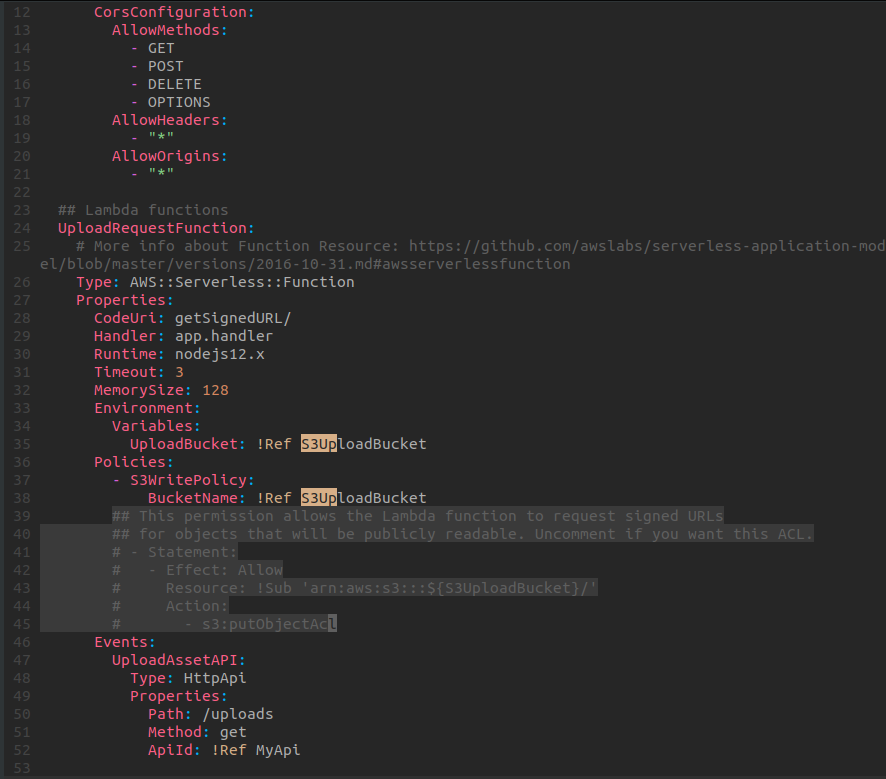 12       CorsConfiguration:
13         AllowMethods:
14           - GET
15           - POST
16           - DELETE
17           - OPTIONS
18         AllowHeaders:
19           - "*"
20         AllowOrigins:
21           - "*"
22
23   ## Lambda functions
24   UploadRequestFunction:
25     # More info about Function Resource: https://github.com/awslabs/serverless-application-mod
el/blob/master/versions/2016-10-31.md#awsserverlessfunction
26     Type: AWS::Serverless::Function
27     Properties:
28       CodeUri: getSignedURL/
29       Handler: app.handler
30       Runtime: nodejs12.x
31       Timeout: 3
32       MemorySize: 128
33       Environment:
34         Variables:
35           UploadBucket: !Ref S3UploadBucket
36       Policies:
37         - S3WritePolicy:
38             BucketName: !Ref S3UploadBucket
39         ## This permission allows the Lambda function to request signed URLs
40         ## for objects that will be publicly readable. Uncomment if you want this ACL.
41         # - Statement:
42         #   - Effect: Allow
43         #     Resource: !Sub 'arn:aws:s3:::${S3UploadBucket}/'
44         #     Action:
45         #       - s3:putObjectAcl
46       Events:
47         UploadAssetAPI:
48           Type: HttpApi
49           Properties:
50             Path: /uploads
51             Method: get
52             ApiId: !Ref MyApi
53